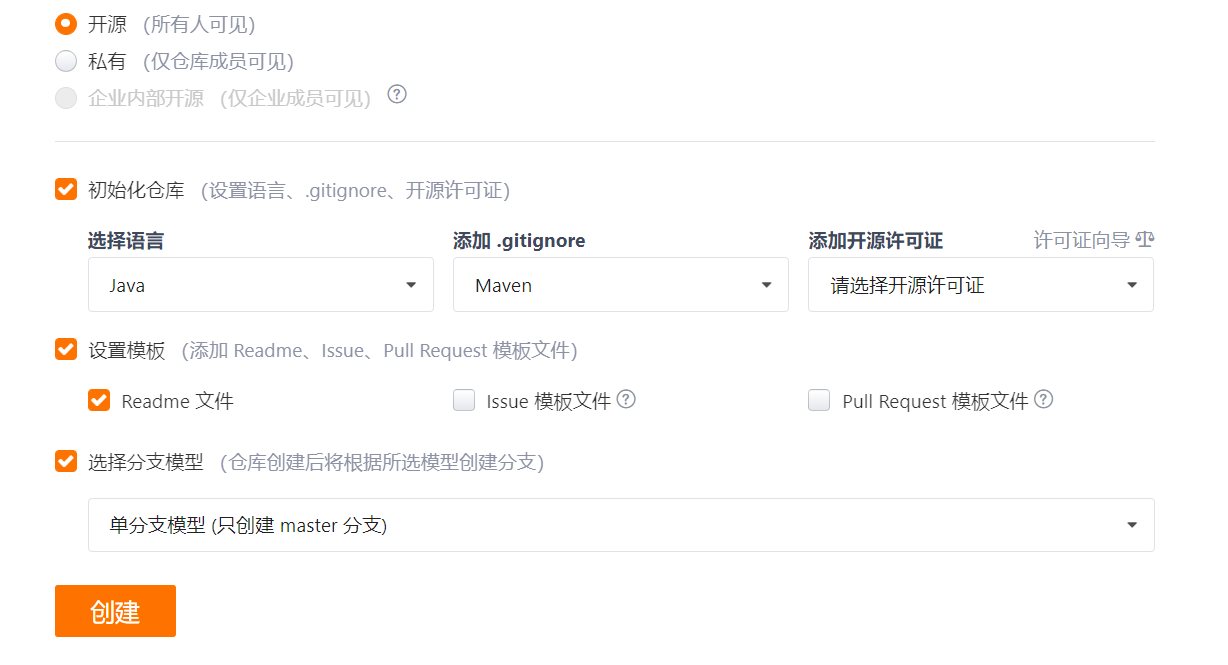 开源 (所有人可见)
私有 (仅仓库成员可见)
企业内部开源 (仅企业成员可见) ?
初始化仓库 (设置语言、.gitignore、开源许可证)
选择语言 添加 .gitignore 添加开源许可证 许可证向导
Java Maven 请选择开源许可证
设置模板 (添加 Readme、Issue、Pull Request 模板文件)
Readme 文件 Issue 模板文件 ? Pull Request 模板文件 ?
选择分支模型 (仓库创建后将根据所选模型创建分支)
单分支模型 (只创建 master 分支)
创建